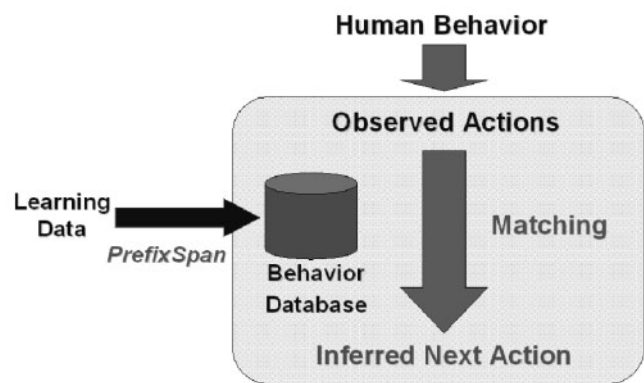 Human Behavior
Observed Actions
Learning
Data
PrefixSpan
Matching
Behavior
Database
Inferred Next Action